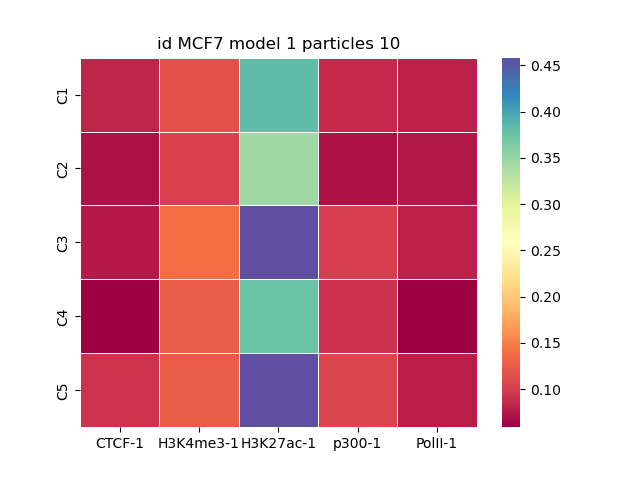 id MCF7 model 1 particles 10
C1
C2
C3
C4
C5
CTCF-1 H3K4me3-1 H3K27ac-1 p300-1 PolII-1
0.45
0.40
0.35
0.30
0.25
0.20
0.15
0.10